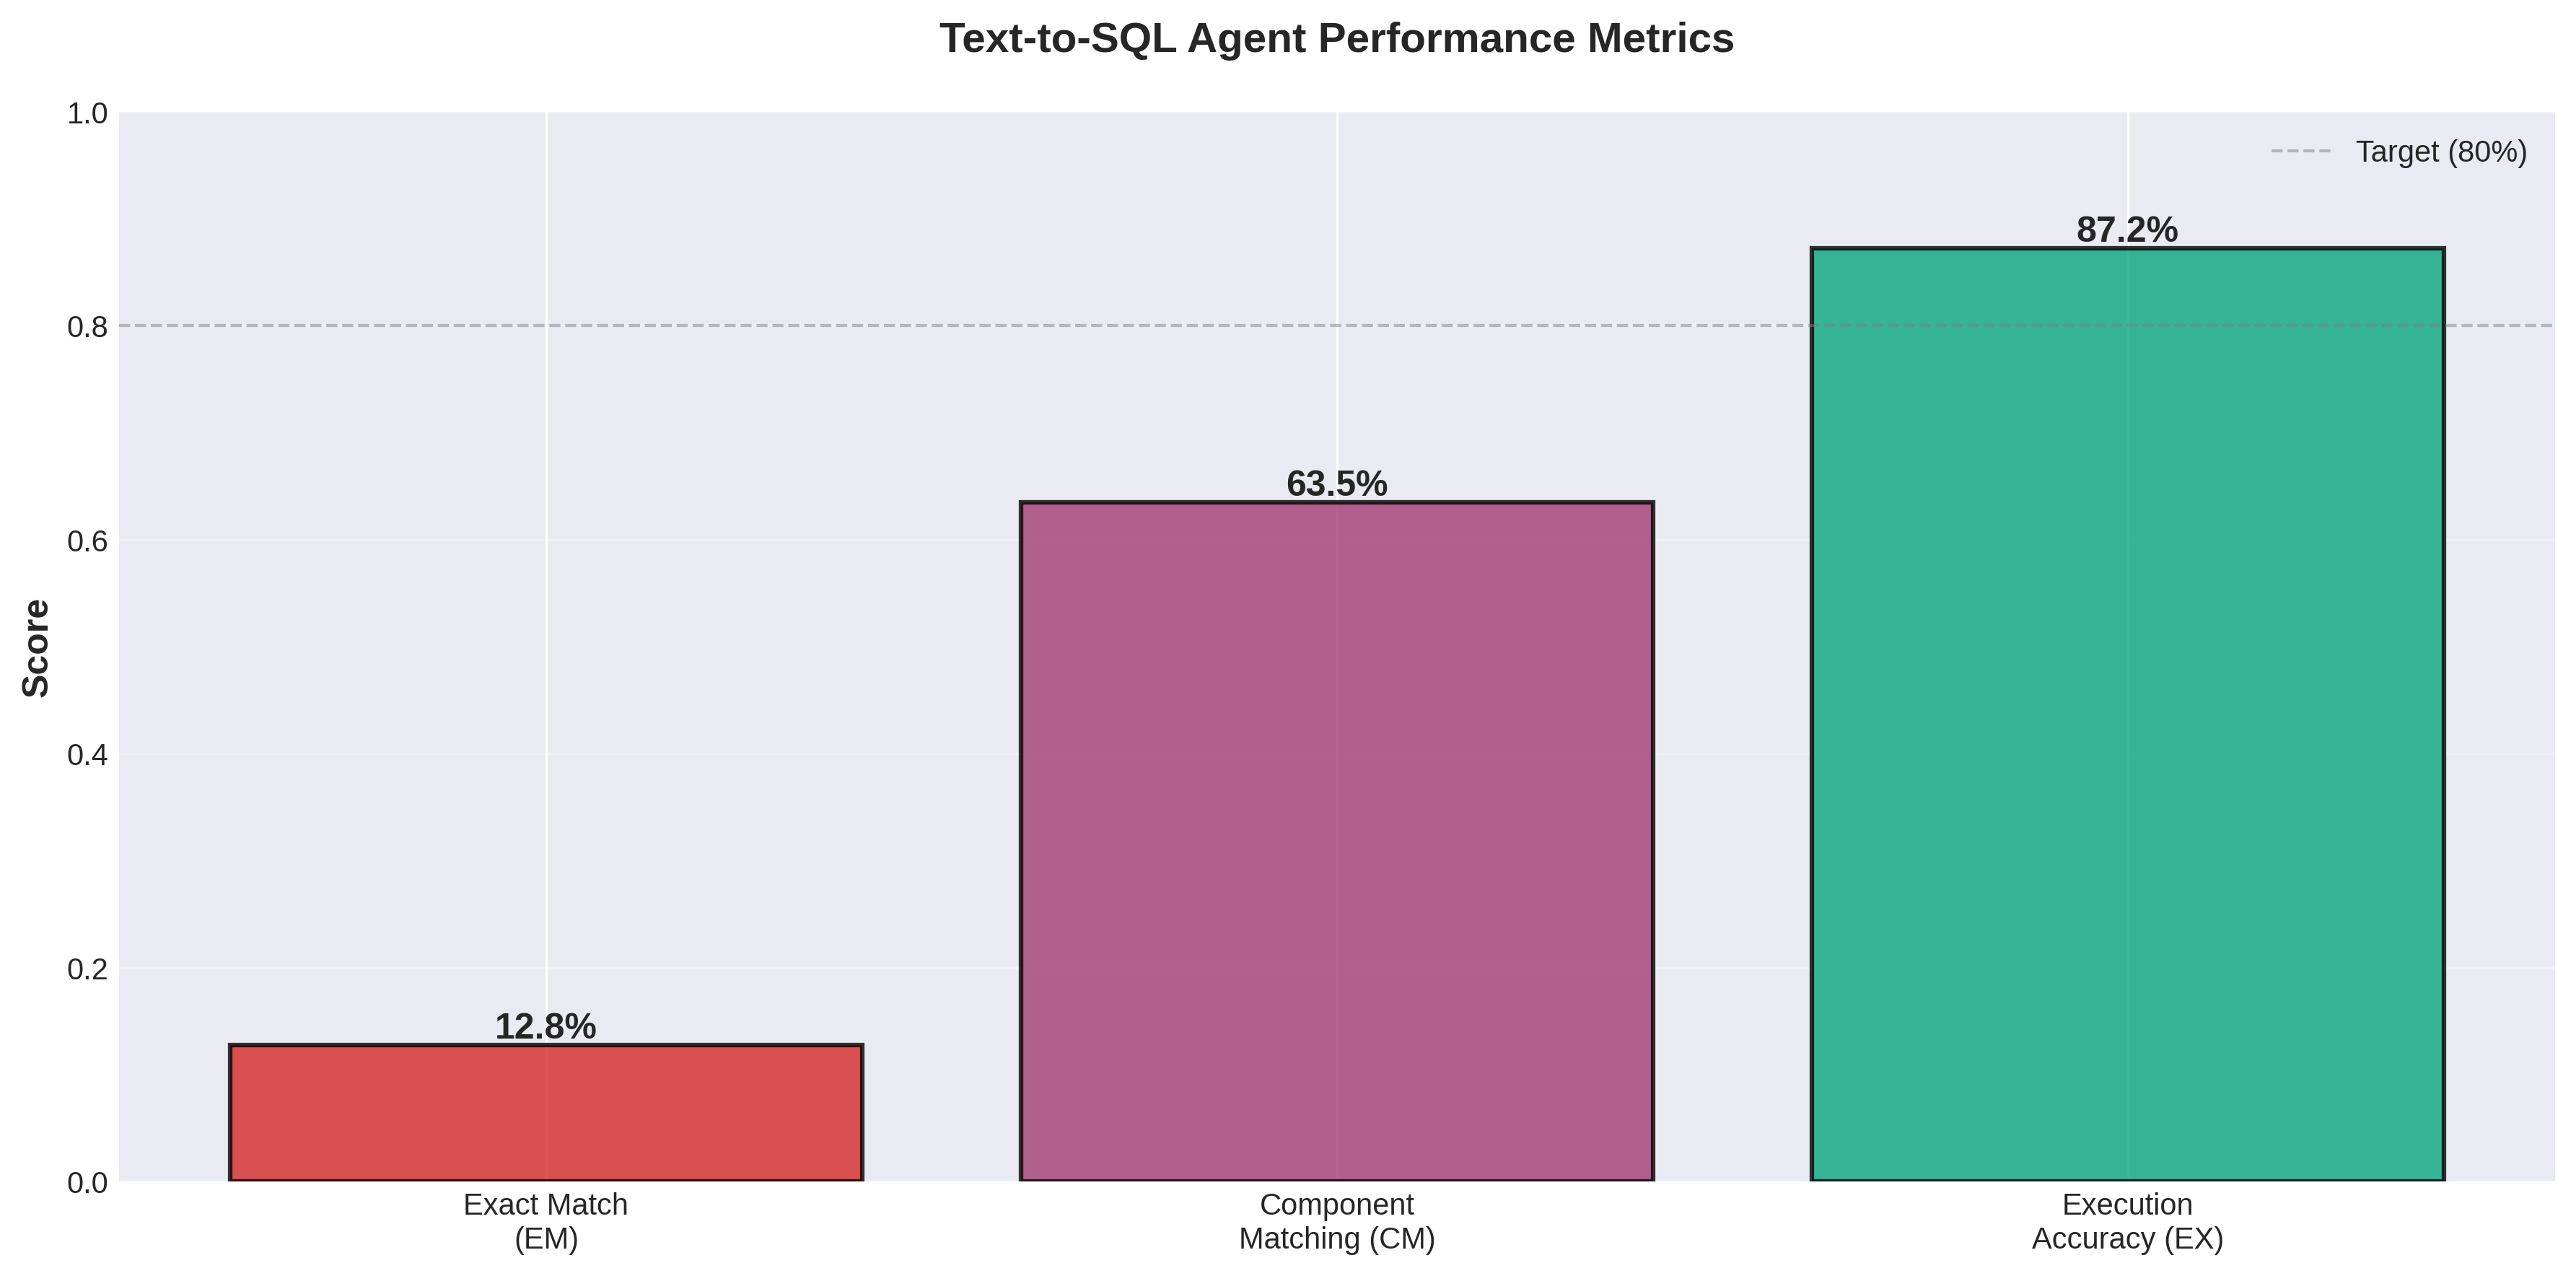 Text-to-SQL Agent Performance Metrics
1.0
Target (80%)
87.2%
0.8
63.5%
0.6
Score
0.4
0.2
12.8%
0.0
Exact Match
(EM)
Component
Matching (CM)
Execution
Accuracy (EX)